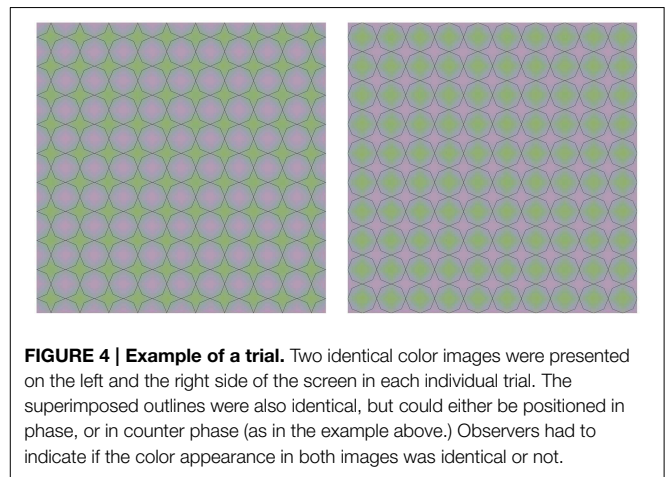 FIGURE 4 | Example of a trial. Two identical color images were presented
on the left and the right side of the screen in each individual trial. The
superimposed outlines were also identical, but could either be positioned in
phase, or in counter phase (as in the example above.) Observers had to
indicate if the color appearance in both images was identical or not.